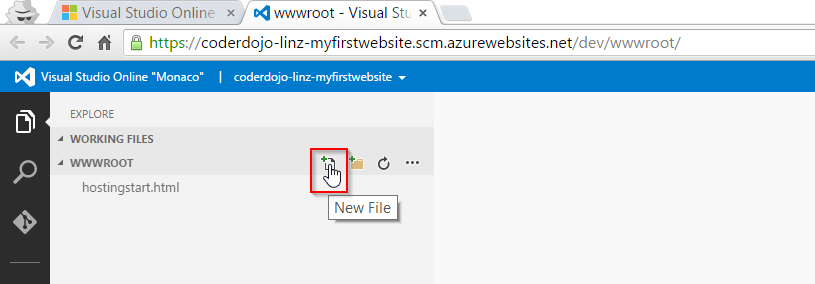 Visual Studio Online
wwwroot - Visual Stu
https://coderdojo-linz-myfirstwebsite.scm.azurewebsites.net/dev/wwwroot/
Visual Studio Online "Monaco" | coderdojo-linz-myfirstwebsite
EXPLORE
WORKING FILES
WWWROOT
hostingstart.html
New File